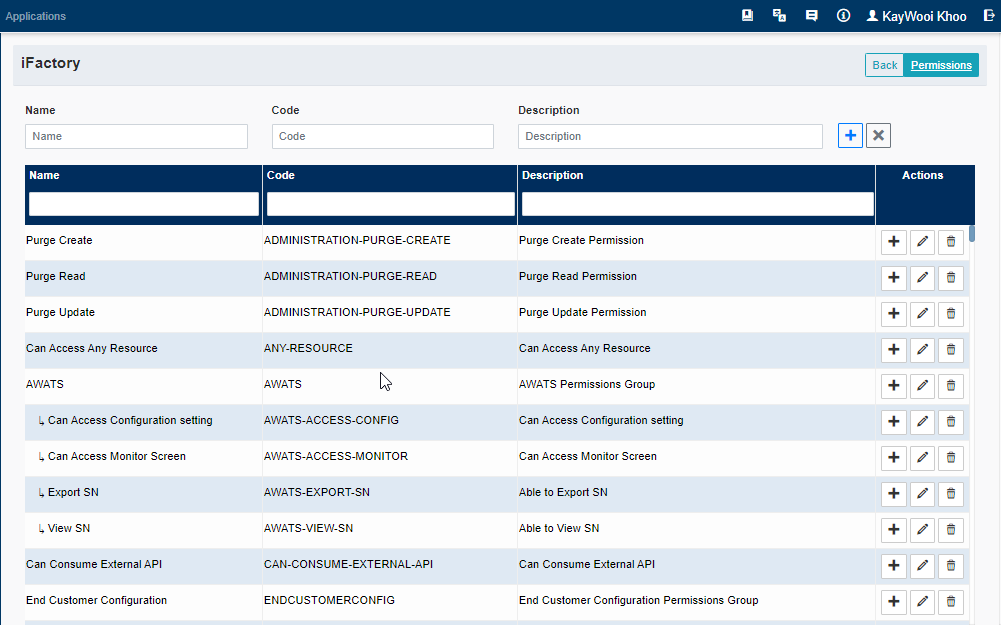 Applications KayWooi Khoo
iFactory Back Permissions
Name Code Description
Name Code Description
Name Code Description Actions
Purge Create ADMINISTRATION-PURGE-CREATE Purge Create Permission
Purge Read ADMINISTRATION-PURGE-READ Purge Read Permission
Purge Update ADMINISTRATION-PURGE-UPDATE Purge Update Permission
Can Access Any Resource ANY-RESOURCE Can Access Any Resource
AWATS AWATS AWATS Permissions Group
↳ Can Access Configuration setting AWATS-ACCESS-CONFIG Can Access Configuration setting
↳ Can Access Monitor Screen AWATS-ACCESS-MONITOR Can Access Monitor Screen
↳ Export SN AWATS-EXPORT-SN Able to Export SN
↳ View SN AWATS-VIEW-SN Able to View SN
Can Consume External API CAN-CONSUME-EXTERNAL-API Can Consume External API
End Customer Configuration ENDCUSTOMERCONFIG End Customer Configuration Permissions Group